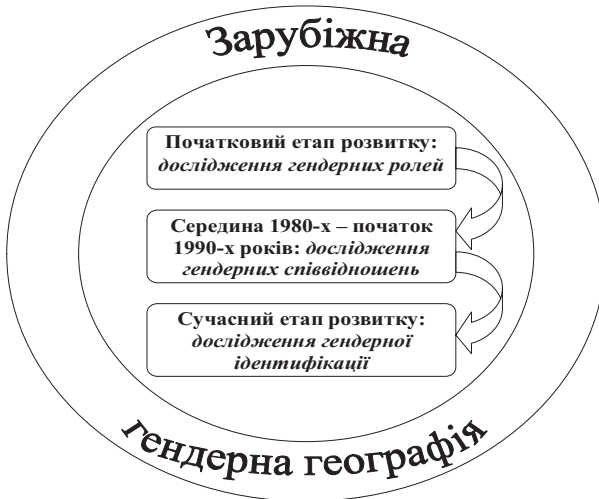 Зарубіжна
Початковий етап розвитку:
дослідження гендерних ролей
Середина 1980-х – початок
1990-х років: дослідження
гендерних співвідношень
Сучасний етап розвитку:
дослідження гендерної
ідентифікації
гендерна географія